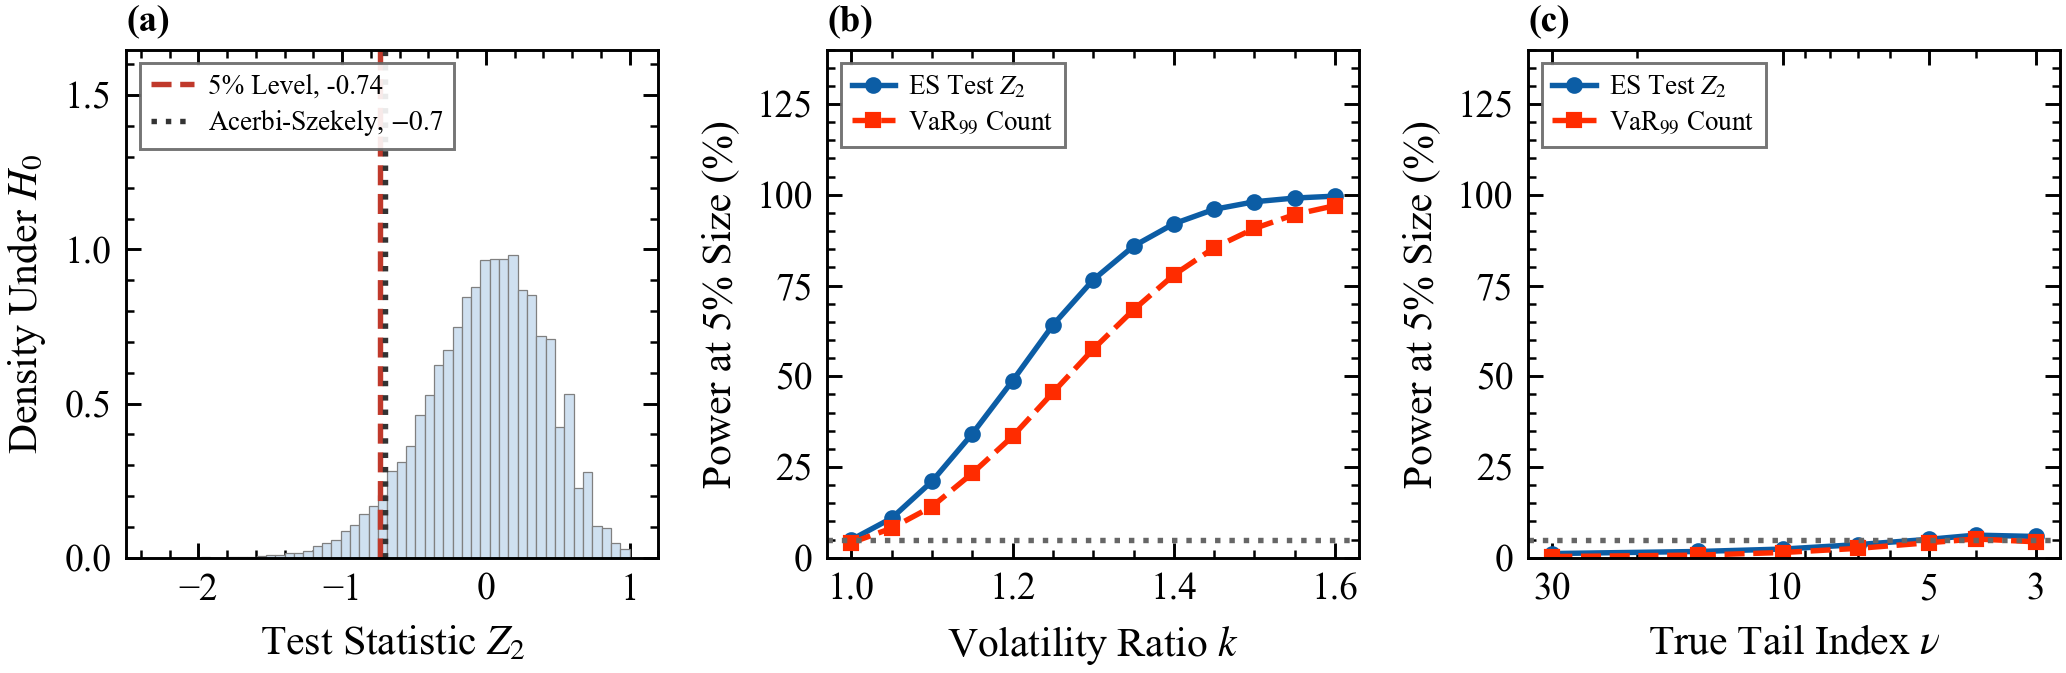 (a)
5% Level, -0.74
Acerbi-Szekely, −0.7
Density Under H₀
0.0
0.5
1.0
1.5
−2
−1
0
1
Test Statistic Z₂
(b)
ES Test Z₂
VaR₉₉ Count
Power at 5% Size (%)
0
25
50
75
100
125
1.0
1.2
1.4
1.6
Volatility Ratio k
(c)
ES Test Z₂
VaR₉₉ Count
Power at 5% Size (%)
0
25
50
75
100
125
30
10
5
3
True Tail Index ν